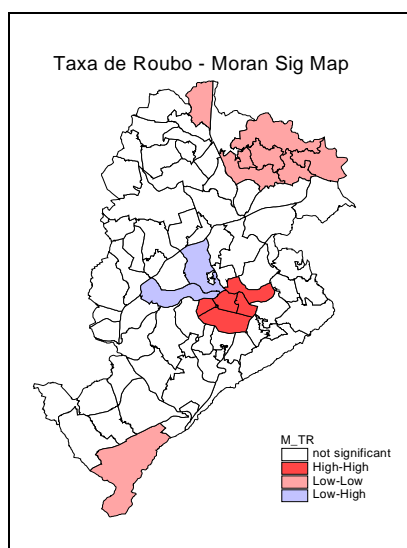 Taxa de Roubo - Moran Sig Map
M_TR
not significant
High-High
Low-Low
Low-High